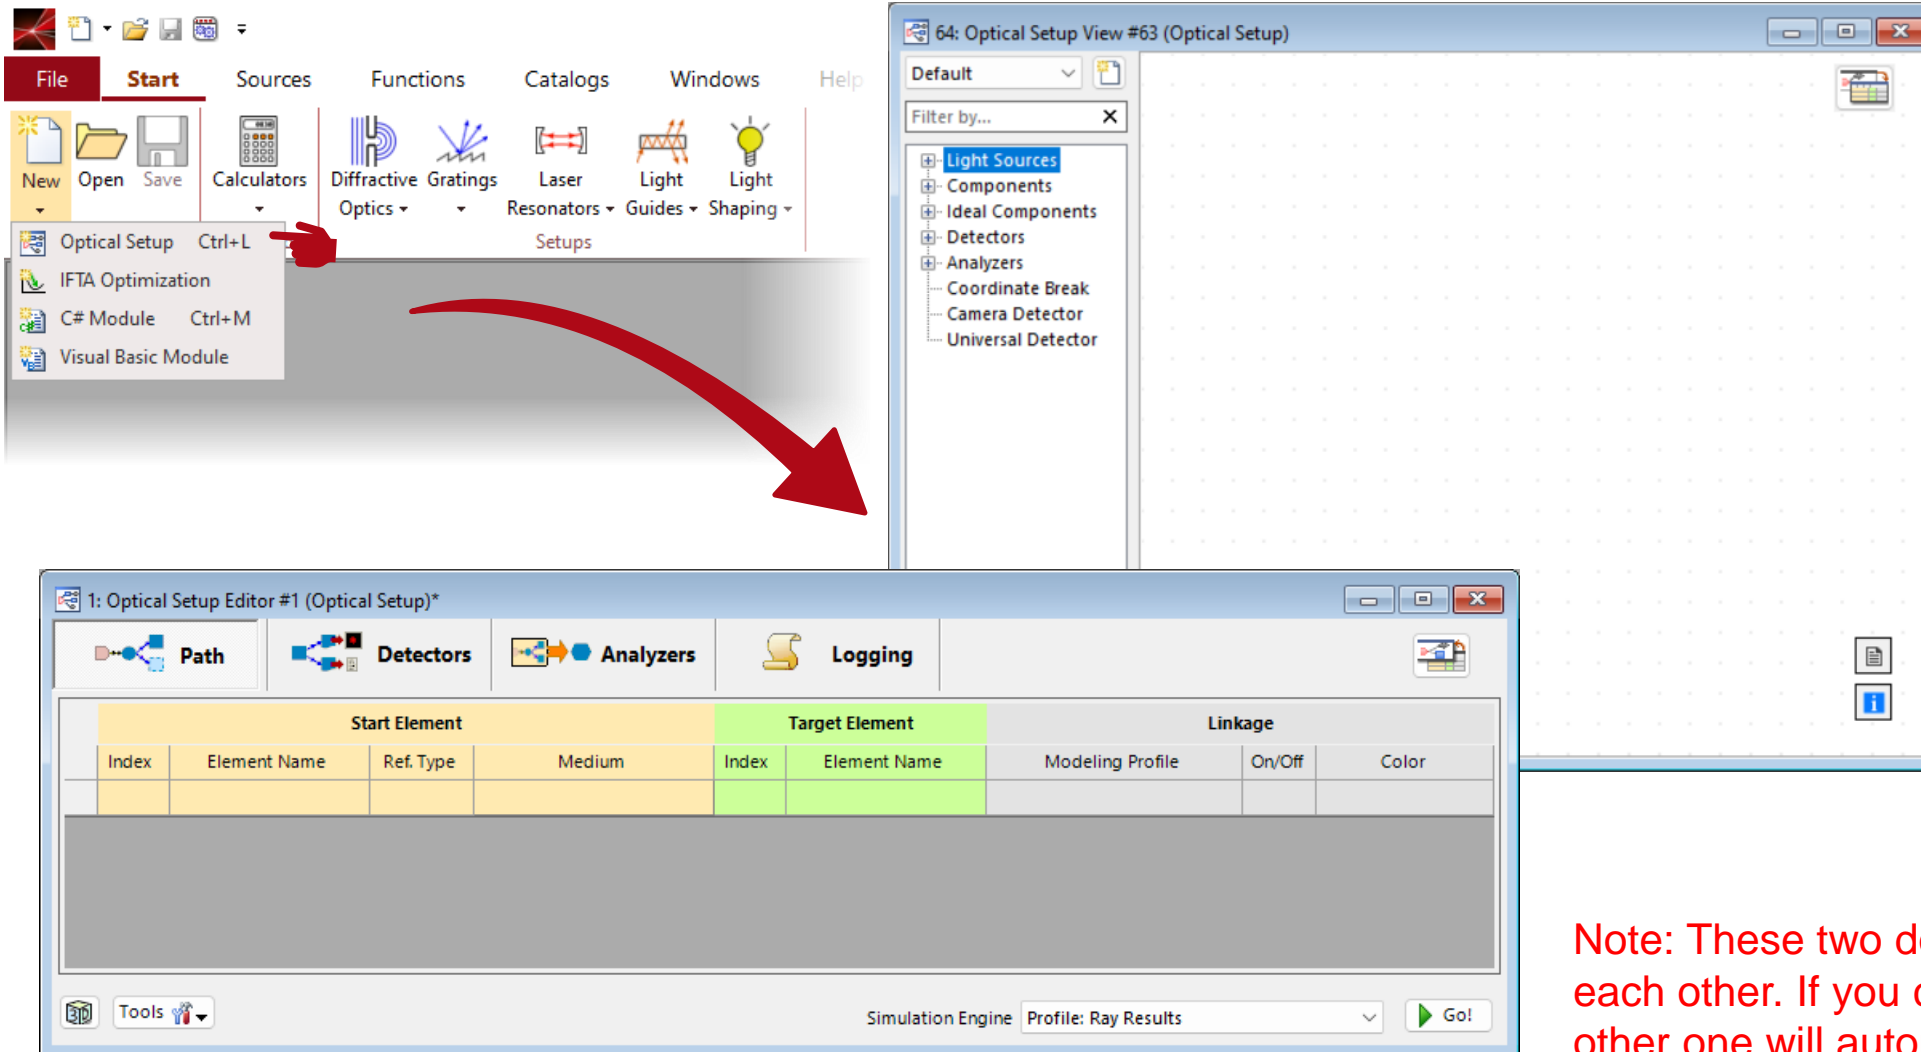 File Start Sources Functions Catalogs Windows Help
New Open Save Calculators Diffractive Optics Gratings Laser Resonators Light Guides Light Shaping
Setups
Optical Setup Ctrl+L
IFTA Optimization
C# Module Ctrl+M
Visual Basic Module
64: Optical Setup View #63 (Optical Setup)
Default
Filter by...
Light Sources
Components
Ideal Components
Detectors
Analyzers
Coordinate Break
Camera Detector
Universal Detector
1: Optical Setup Editor #1 (Optical Setup)*
Path Detectors Analyzers Logging
Start Element Target Element Linkage
Index Element Name Ref. Type Medium Index Element Name Modeling Profile On/Off Color
3D Tools Simulation Engine Profile: Ray Results Go!
Note: These two
each other. If you
other one will